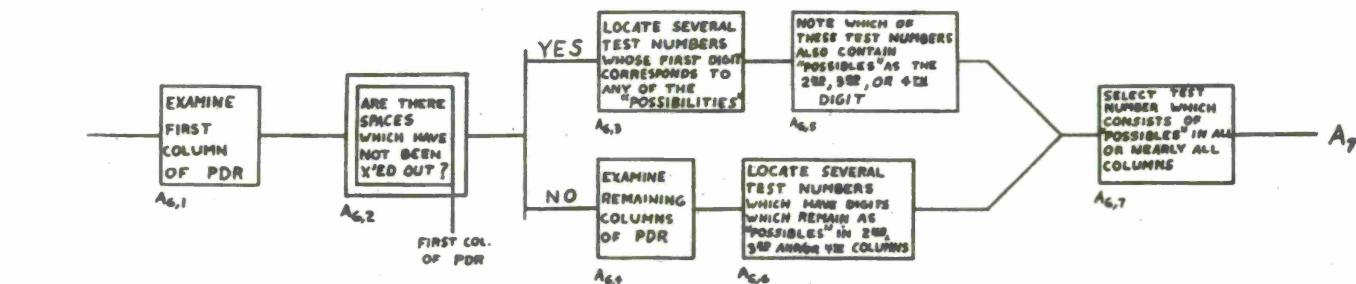 EXAMINE
FIRST
COLUMN
OF PDR
A6,1
ARE THERE
SPACES
WHICH HAVE
NOT BEEN
X'ED OUT?
A6,2
FIRST COL.
OF PDR
YES
LOCATE SEVERAL
TEST NUMBERS
WHOSE FIRST DIGIT
CORRESPONDS TO
ANY OF THE
"POSSIBILITIES"
A6,3
NOTE WHICH OF
THESE TEST NUMBERS
ALSO CONTAIN
"POSSIBLES" AS THE
2ND, 3RD, OR 4TH
DIGIT
A6,5
NO
EXAMINE
REMAINING
COLUMNS
OF PDR
A6,4
LOCATE SEVERAL
TEST NUMBERS
WHICH HAVE DIGITS
WHICH REMAIN AS
"POSSIBLES" IN 2ND,
3RD AND/OR 4TH COLUMNS
A6,6
SELECT TEST
NUMBER WHICH
CONSISTS OF
"POSSIBLES" IN ALL
OR NEARLY ALL
COLUMNS
A6,7
A7